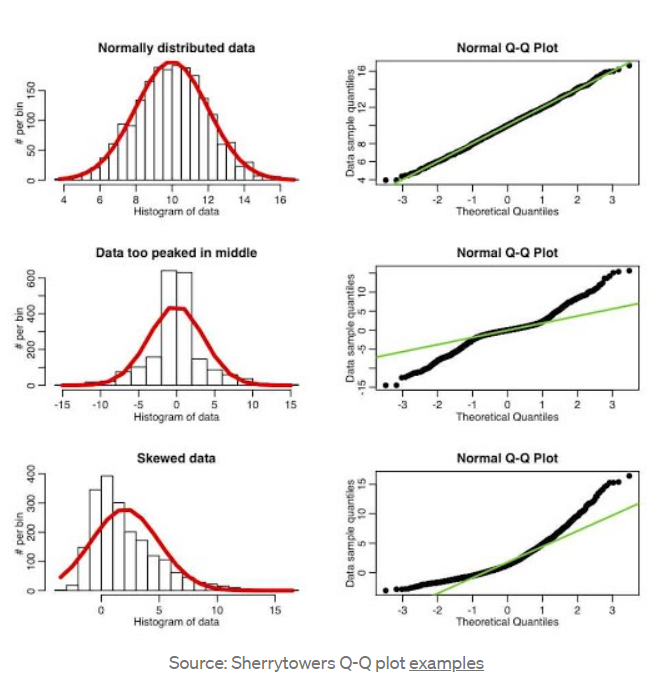 Normally distributed data
# per bin
150
100
50
0
4 6 8 10 12 14 16
Histogram of data
Normal Q-Q Plot
Data sample quantiles
16
12
8
6
4
-3 -2 -1 0 1 2 3
Theoretical Quantiles
Data too peaked in middle
# per bin
600
400
200
0
-15 -10 -5 0 5 10 15
Histogram of data
Normal Q-Q Plot
Data sample quantiles
10
5
0
-5
-15
-3 -2 -1 0 1 2 3
Theoretical Quantiles
Skewed data
# per bin
400
300
200
100
0
0 5 10 15
Histogram of data
Normal Q-Q Plot
Data sample quantiles
15
10
5
0
-3 -2 -1 0 1 2 3
Theoretical Quantiles
Source: Sherrytowers Q-Q plot examples